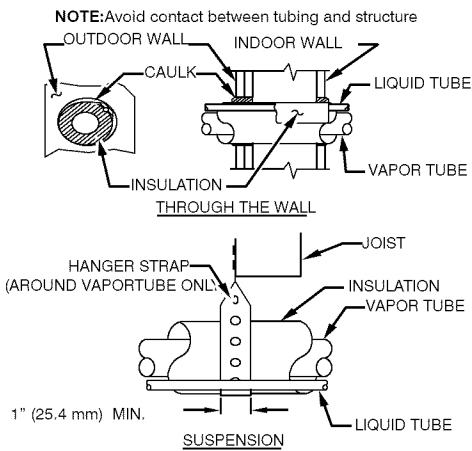 NOTE:Avoid contact between tubing and structure
OUTDOOR WALL
INDOOR WALL
CAULK
LIQUID TUBE
VAPOR TUBE
INSULATION
THROUGH THE WALL
JOIST
HANGER STRAP
(AROUND VAPORTUBE ONL
INSULATION
VAPOR TUBE
1" (25.4 mm) MIN.
LIQUID TUBE
SUSPENSION